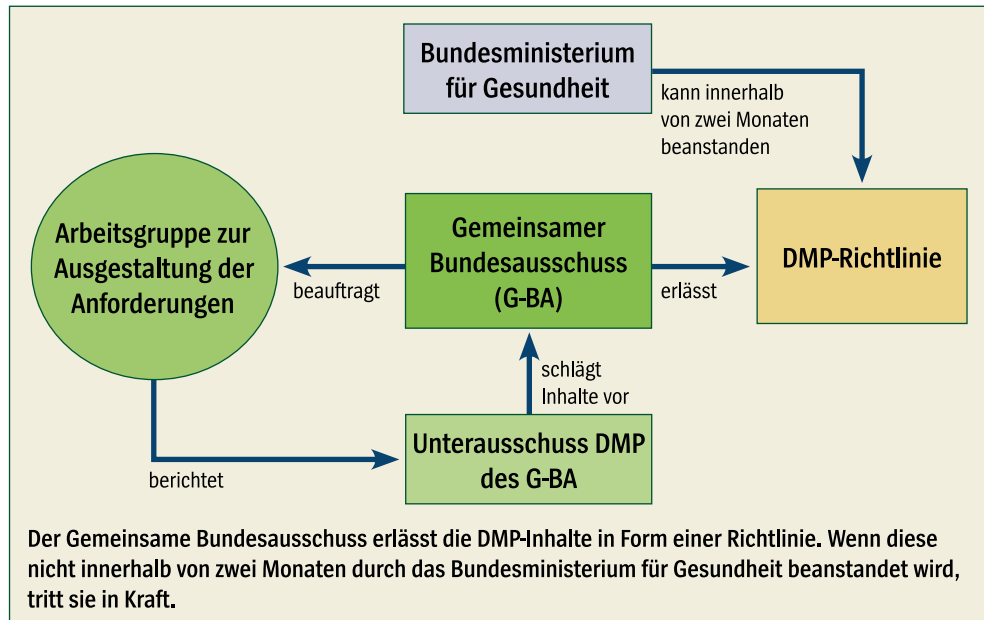 Bundesministerium
für Gesundheit
kann innerhalb
von zwei Monaten
beanstanden
Arbeitsgruppe zur
Ausgestaltung der
Anforderungen
beauftragt
Gemeinsamer
Bundesausschuss
(G-BA)
erlässt
DMP-Richtlinie
schlägt
Inhalte vor
Unterausschuss DMP
des G-BA
berichtet
Der Gemeinsame Bundesausschuss erlässt die DMP-Inhalte in Form einer Richtlinie. Wenn diese
nicht innerhalb von zwei Monaten durch das Bundesministerium für Gesundheit beanstandet wird,
tritt sie in Kraft.